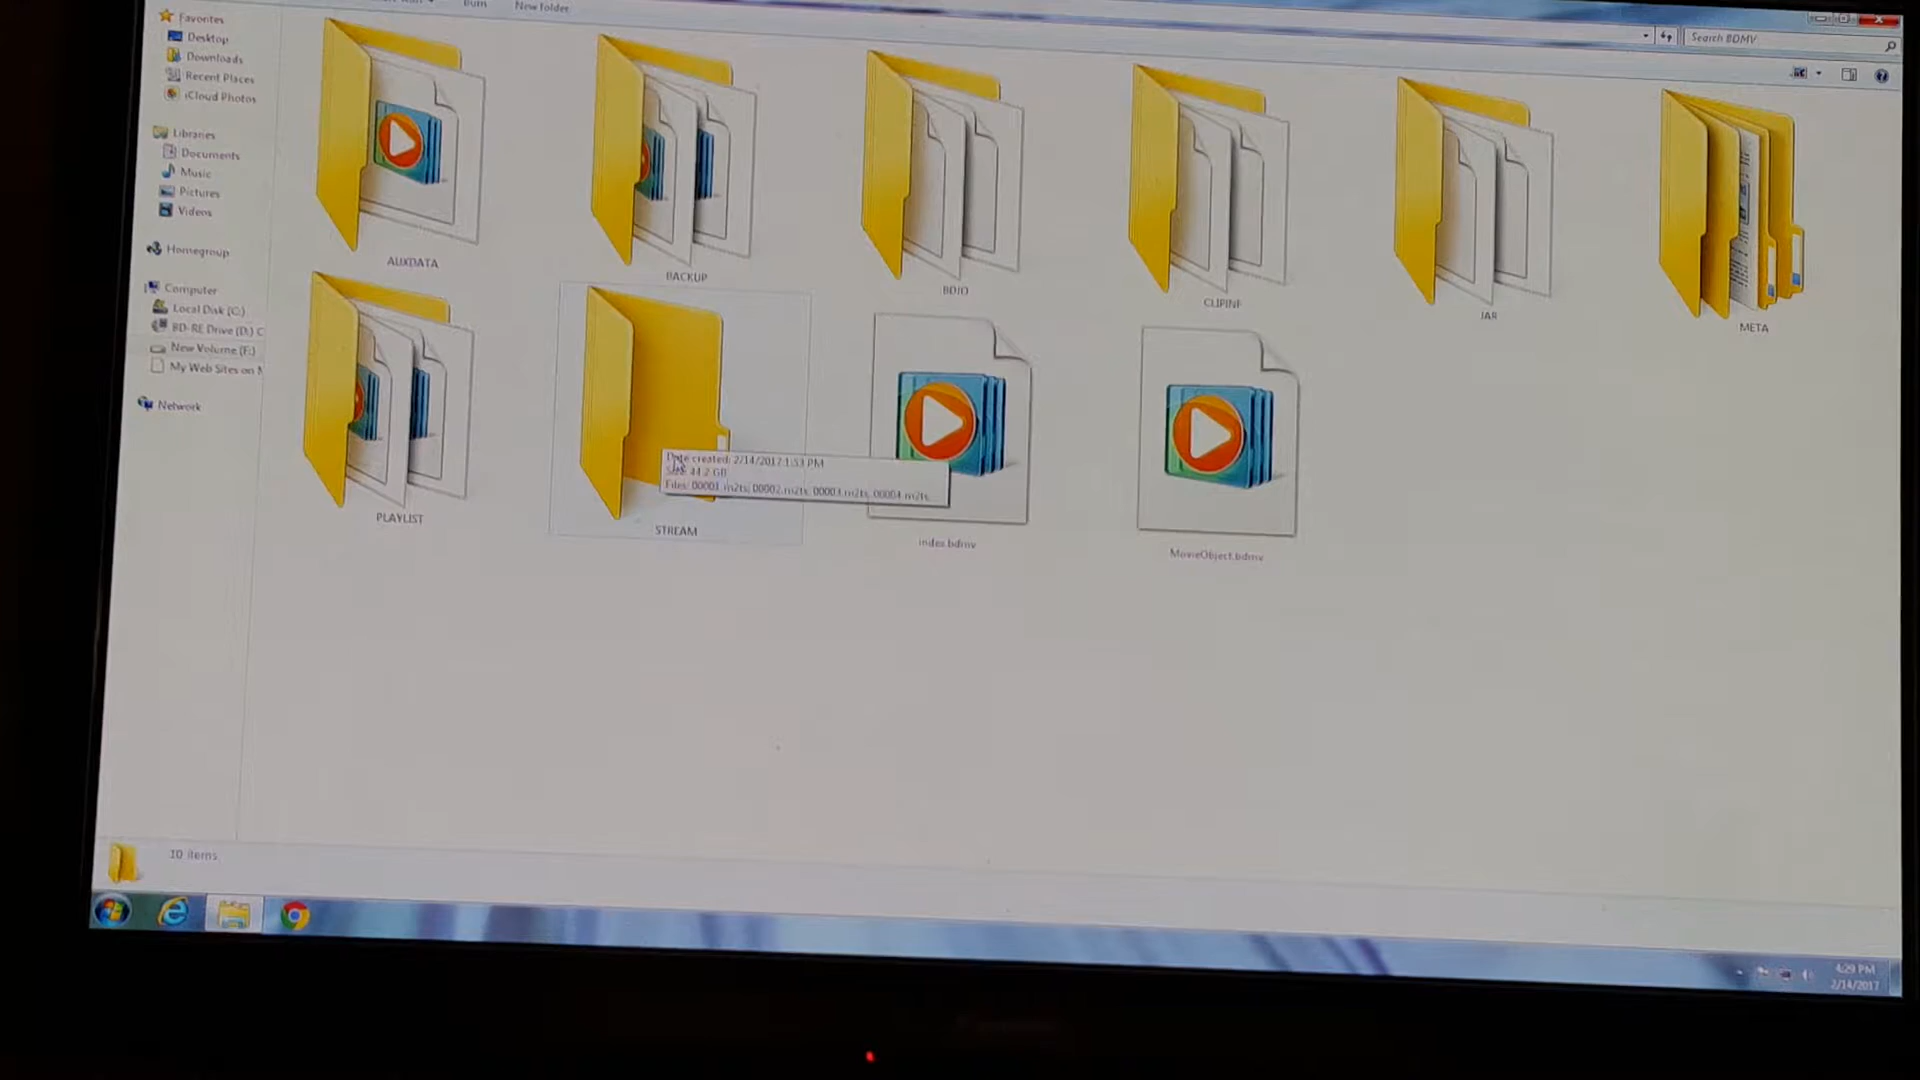 Burn
New folder
Search BDMV
Favorites
Desktop
Downloads
Recent Places
iCloud Photos
Libraries
Documents
Music
Pictures
Videos
Homegroup
Computer
Local Disk (C:)
BD-RE Drive (D:) C
New Volume (F:)
My Web Sites on
Network
AUXDATA
BACKUP
BDJO
CLIPINF
JAR
META
PLAYLIST
STREAM
index.bdmv
MovieObject.bdmv
Date created: 2/14/2017 1:53 PM
Size: 44.2 GB
Files: 00001.m2ts, 00002.m2ts, 00003.m2ts, 00004.m2ts, ...
10 items
4:29 PM
2/14/2017